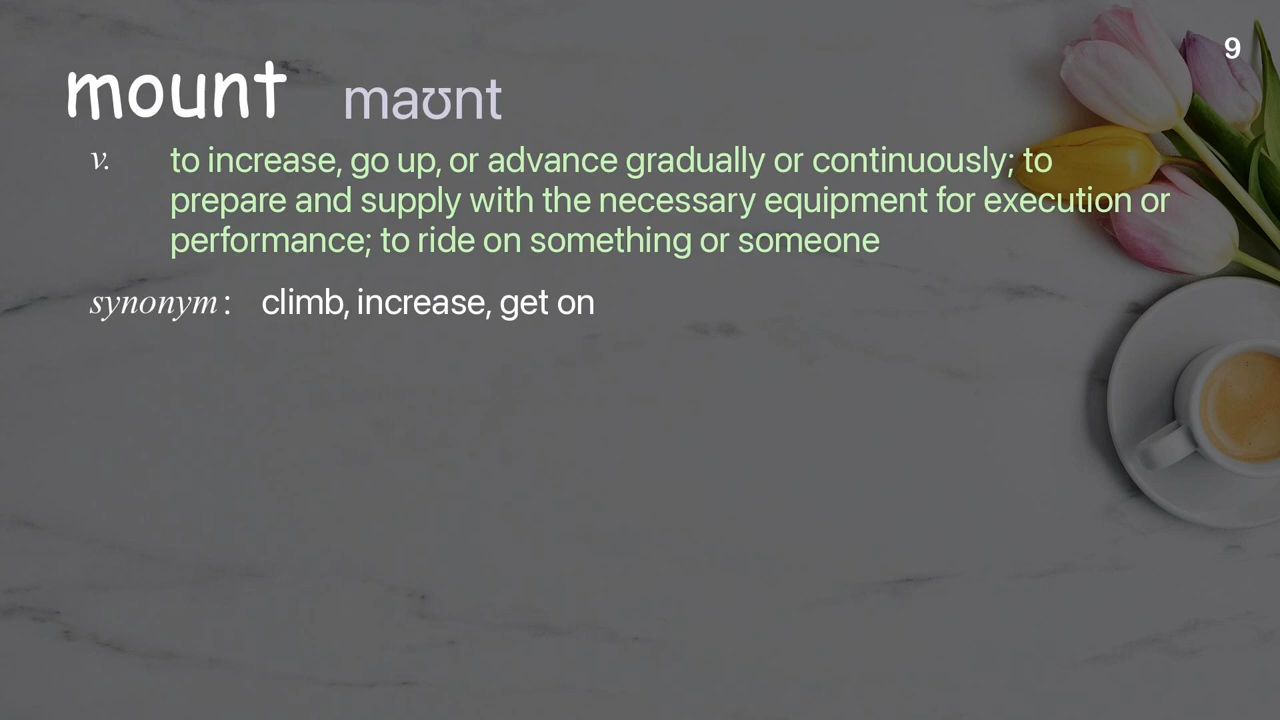 9
mount maʊnt
v. to increase, go up, or advance gradually or continuously; to
prepare and supply with the necessary equipment for execution or
performance; to ride on something or someone
synonym: climb, increase, get on